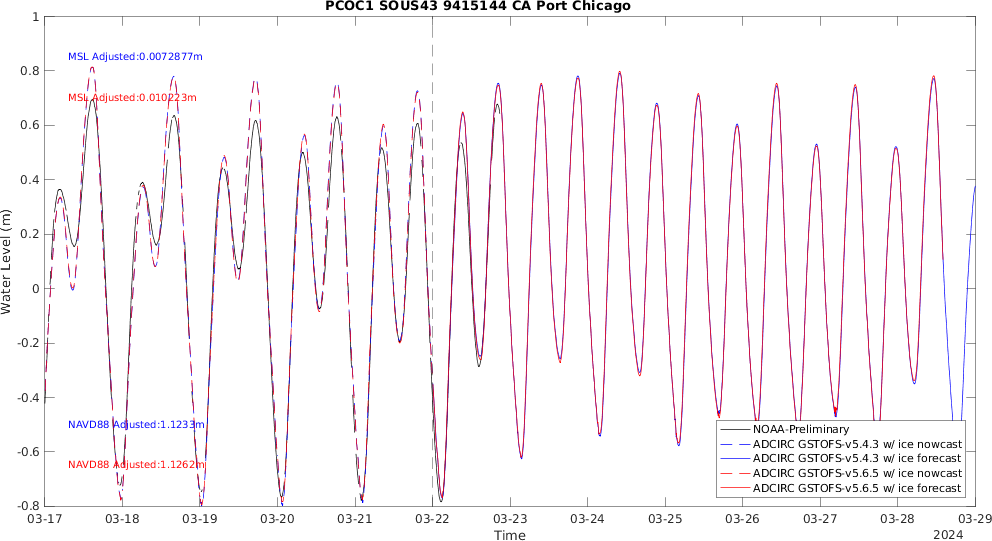 PCOC1 SOUS43 9415144 CA Port Chicago
Water Level (m)
1
0.8
0.6
0.4
0.2
0
-0.2
-0.4
-0.6
-0.8
MSL Adjusted:0.0072877m
MSL Adjusted:0.010223m
NAVD88 Adjusted:1.1233m
NAVD88 Adjusted:1.1262m
NOAA-Preliminary
ADCIRC GSTOFS-v5.4.3 w/ ice nowcast
ADCIRC GSTOFS-v5.4.3 w/ ice forecast
ADCIRC GSTOFS-v5.6.5 w/ ice nowcast
ADCIRC GSTOFS-v5.6.5 w/ ice forecast
03-17 03-18 03-19 03-20 03-21 03-22 03-23 03-24 03-25 03-26 03-27 03-28 03-29
Time
2024